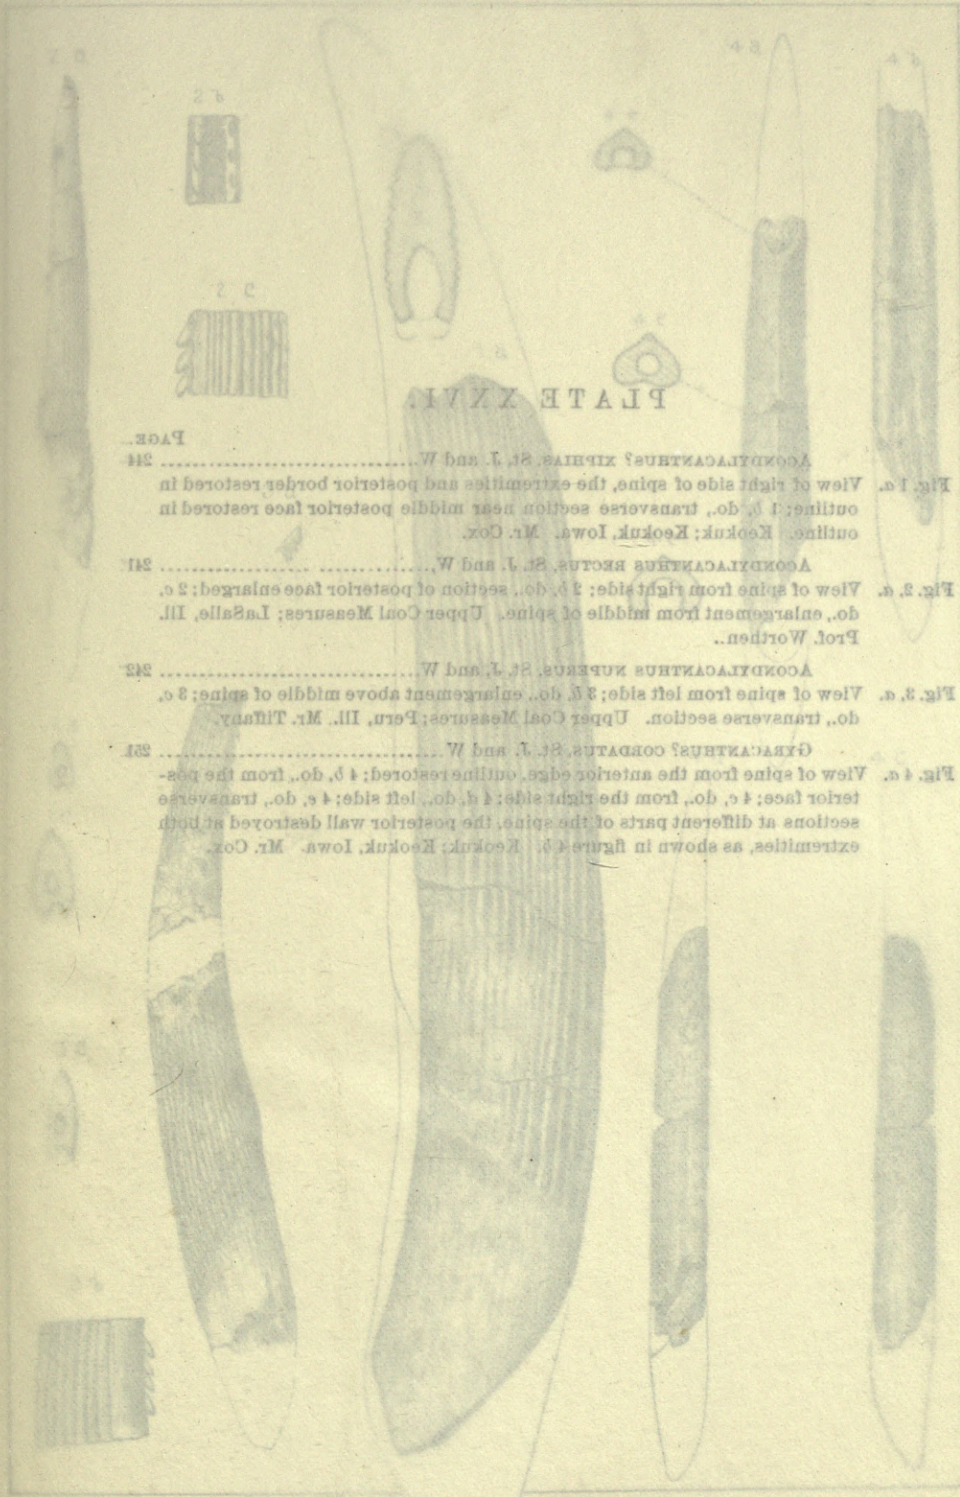 PLATE XXVI.
PAGE.
ACONDYLACANTHUS? XIPHIAS, St. J. and W. 244
Fig. 1 a. View of right side of spine, the extremities and posterior border restored in
outline; 1 b, do., transverse section near middle posterior face restored in
outline. Keokuk; Keokuk, Iowa. Mr. Cox.
ACONDYLACANTHUS RECTUS, St. J. and W. 241
Fig. 2, a. View of spine from right side; 2 b, do., section of posterior face enlarged; 2 c,
do., enlargement from middle of spine. Upper Coal Measures; LaSalle, Ill.
Prof. Worthen..
ACONDYLACANTHUS NUPERUS, St. J. and W. 242
Fig. 3, a. View of spine from left side; 3 b, do., enlargement above middle of spine; 3 c,
do., transverse section. Upper Coal Measures; Peru, Ill. Mr. Tiffany.
GYRACANTHUS? CORDATUS, St. J. and W. 251
Fig. 4 a. View of spine from the anterior edge, outline restored; 4 b, do., from the pos-
terior face; 4 c, do., from the right side; 4 d, do., left side; 4 e, do., transverse
sections at different parts of the spine, the posterior wall destroyed at both
extremities, as shown in figure 4 b. Keokuk; Keokuk, Iowa. Mr. Cox.
2 b
2 c
4 a
4 b